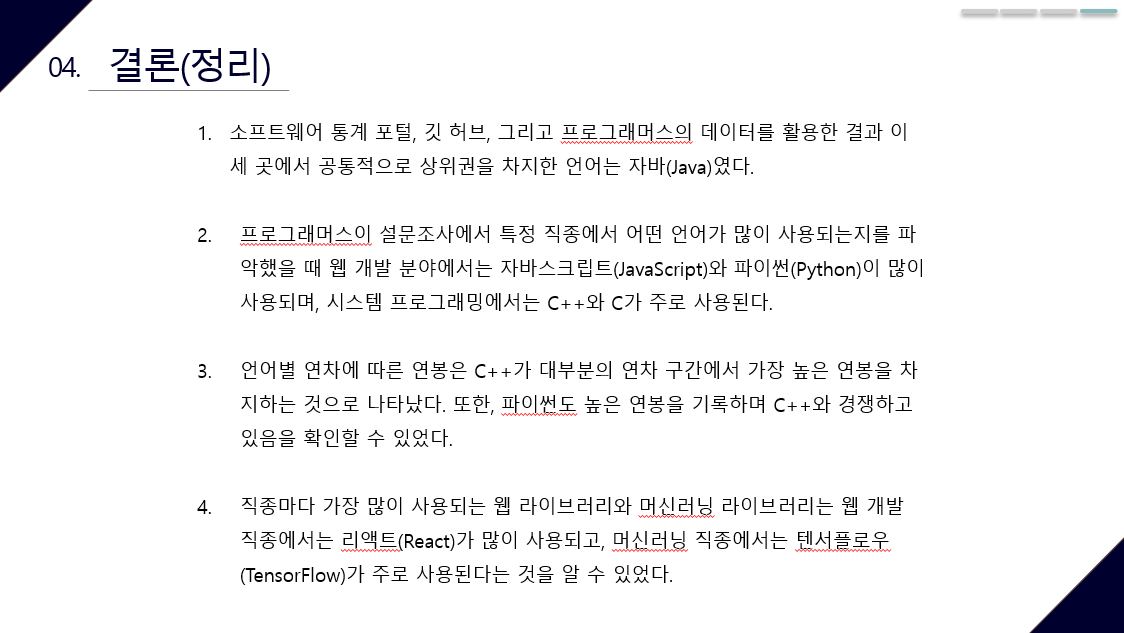 04. 결론(정리)
1. 소프트웨어 통계 포털, 깃 허브, 그리고 프로그래머스의 데이터를 활용한 결과 이
세 곳에서 공통적으로 상위권을 차지한 언어는 자바(Java)였다.
2. 프로그래머스이 설문조사에서 특정 직종에서 어떤 언어가 많이 사용되는지를 파
악했을 때 웹 개발 분야에서는 자바스크립트(JavaScript)와 파이썬(Python)이 많이
사용되며, 시스템 프로그래밍에서는 C++와 C가 주로 사용된다.
3. 언어별 연차에 따른 연봉은 C++가 대부분의 연차 구간에서 가장 높은 연봉을 차
지하는 것으로 나타났다. 또한, 파이썬도 높은 연봉을 기록하며 C++와 경쟁하고
있음을 확인할 수 있었다.
4. 직종마다 가장 많이 사용되는 웹 라이브러리와 머신러닝 라이브러리는 웹 개발
직종에서는 리액트(React)가 많이 사용되고, 머신러닝 직종에서는 텐서플로우
(TensorFlow)가 주로 사용된다는 것을 알 수 있었다.